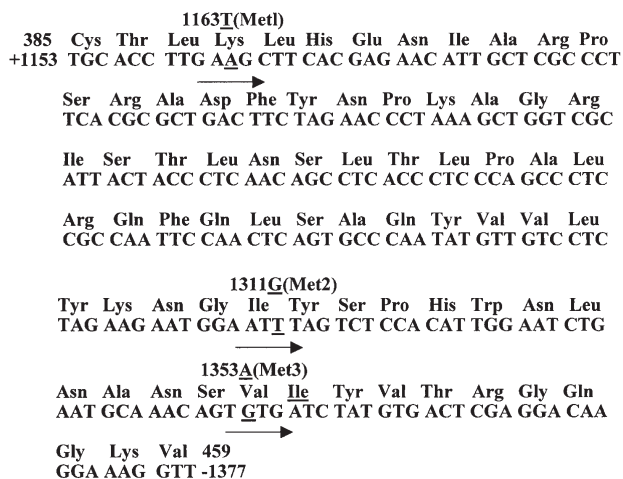 1163T(Metl)
385 Cys Thr Leu Lys Leu His Glu Asn Ile Ala Arg Pro
+1153 TGC ACC TTG AAG CTT CAC GAG AAC ATT GCT CGC CCT
Ser Arg Ala Asp Phe Tyr Asn Pro Lys Ala Gly Arg
TCA CGC GCT GAC TTC TAG AAC CCT AAA GCT GGT CGC
Ile Ser Thr Leu Asn Ser Leu Thr Leu Pro Ala Leu
ATT ACT ACC CTC AAC AGC CTC ACC CTC CCA GCC CTC
Arg Gln Phe Gln Leu Ser Ala Gln Tyr Val Val Leu
CGC CAA TTC CAA CTC AGT GCC CAA TAT GTT GTC CTC
1311G(Met2)
Tyr Lys Asn Gly Ile Tyr Ser Pro His Trp Asn Leu
TAG AAG AAT GGA ATT TAG TCT CCA CAT TGG AAT CTG
1353A(Met3)
Asn Ala Asn Ser Val Ile Tyr Val Thr Arg Gly Gln
AAT GCA AAC AGT GTG ATC TAT GTG ACT CGA GGA CAA
Gly Lys Val 459
GGA AAG GTT -1377